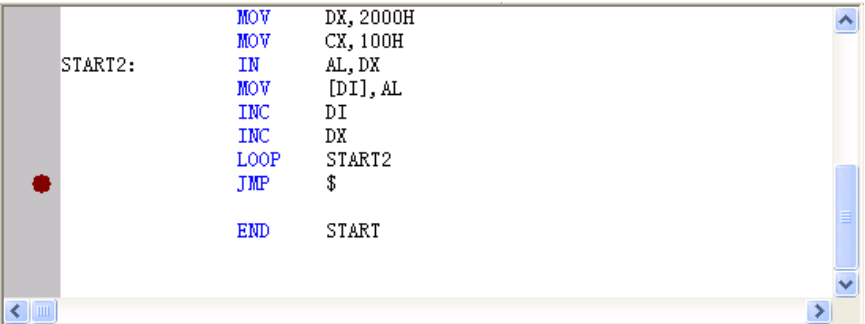 MOV DX, 2000H
MOV CX, 100H
START2: IN AL, DX
MOV [DI], AL
INC DI
INC DX
LOOP START2
JMP $
END START